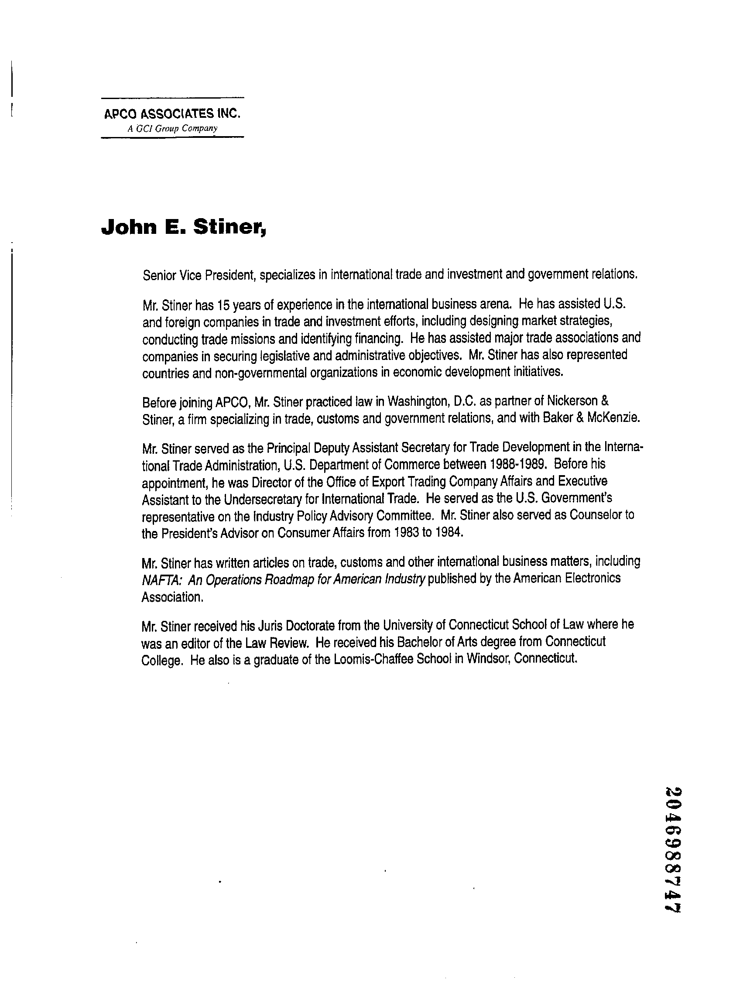 APCO ASSOCIATES INC.
A GCI Group Company
John E. Stiner,
Senior Vice President, specializes in international trade and investment and government relations.
Mr. Stiner has 15 years of experience in the international business arena. He has assisted U.S.
and foreign companies in trade and investment efforts, including designing market strategies,
conducting trade missions and identifying financing. He has assisted major trade associations and
companies in securing legislative and administrative objectives. Mr. Stiner has also represented
countries and non-governmental organizations in economic development initiatives.
Before joining APCO, Mr. Stiner practiced law in Washington, D.C. as partner of Nickerson &
Stiner, a firm specializing in trade, customs and government relations, and with Baker & McKenzie.
Mr. Stiner served as the Principal Deputy Assistant Secretary for Trade Development in the Interna-
tional Trade Administration, U.S. Department of Commerce between 1988-1989. Before his
appointment, he was Director of the Office of Export Trading Company Affairs and Executive
Assistant to the Undersecretary for International Trade. He served as the U.S. Government's
representative on the Industry Policy Advisory Committee. Mr. Stiner also served as Counselor to
the President's Advisor on Consumer Affairs from 1983 to 1984.
Mr. Stiner has written articles on trade, customs and other international business matters, including
NAFTA: An Operations Roadmap for American Industry published by the American Electronics
Association.
Mr. Stiner received his Juris Doctorate from the University of Connecticut School of Law where he
was an editor of the Law Review. He received his Bachelor of Arts degree from Connecticut
College. He also is a graduate of the Loomis-Chaffee School in Windsor, Connecticut.
2046988747